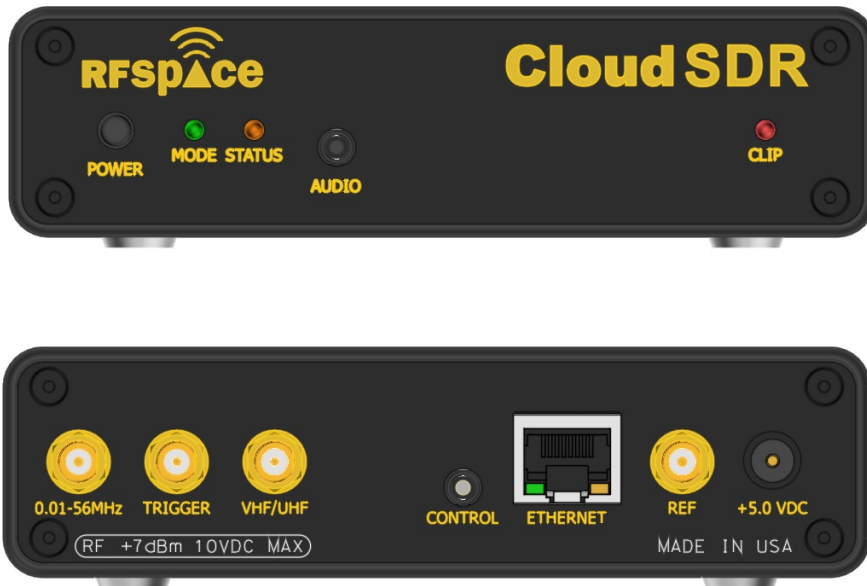 RFSPACE
Cloud SDR
POWER
MODE STATUS
AUDIO
CLIP
0.01-56MHz TRIGGER VHF/UHF
CONTROL
ETHERNET
REF
+5.0 VDC
(RF +7dBm 10VDC MAX)
MADE IN USA